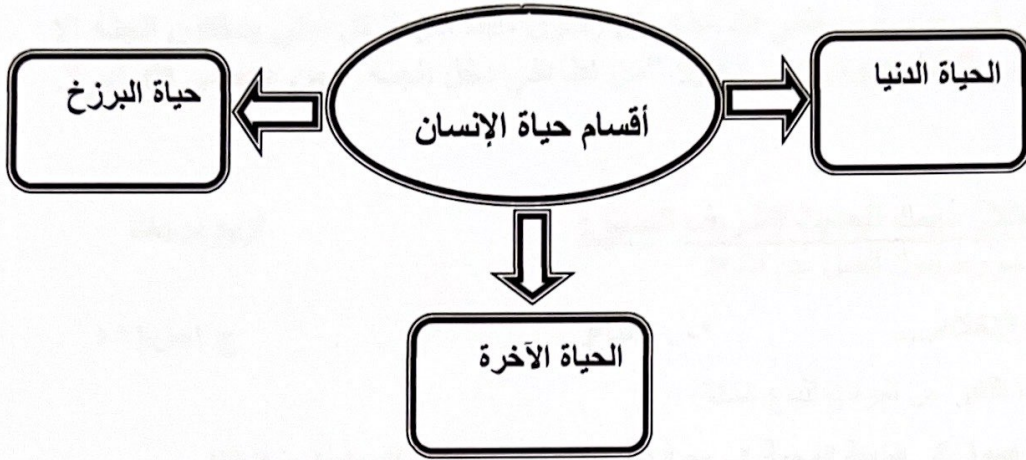 الحياة الدنيا
أقسام حياة الإنسان
حياة البرزخ
الحياة الآخرة